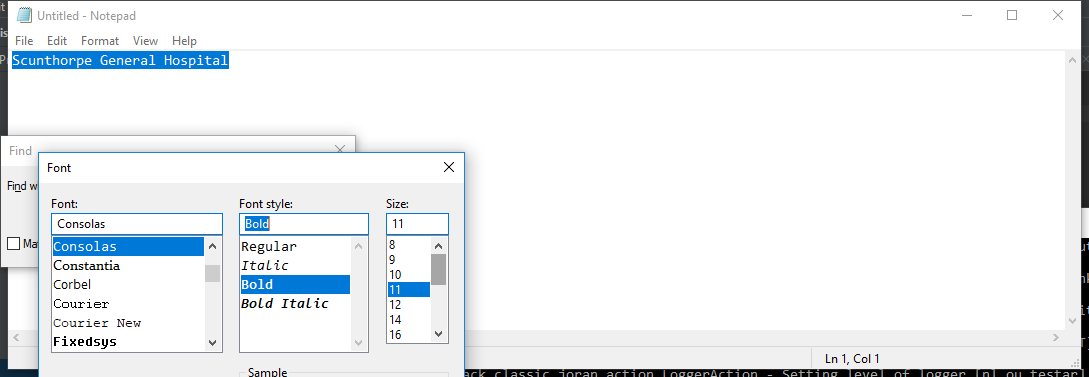 Untitled - Notepad
File Edit Format View Help
Scunthorpe General Hospital
Find
Find w
Ma
Font
Font: Font style: Size:
Consolas Bold 11
Consolas Regular 8
Constantia Italic 9
Corbel Bold 10
Courier Bold Italic 11
Courier New 12
Fixedsys 14
16
Sample
Ln 1, Col 1
ack classic joran action LoggerAction - Setting level of logger [nl ou testar